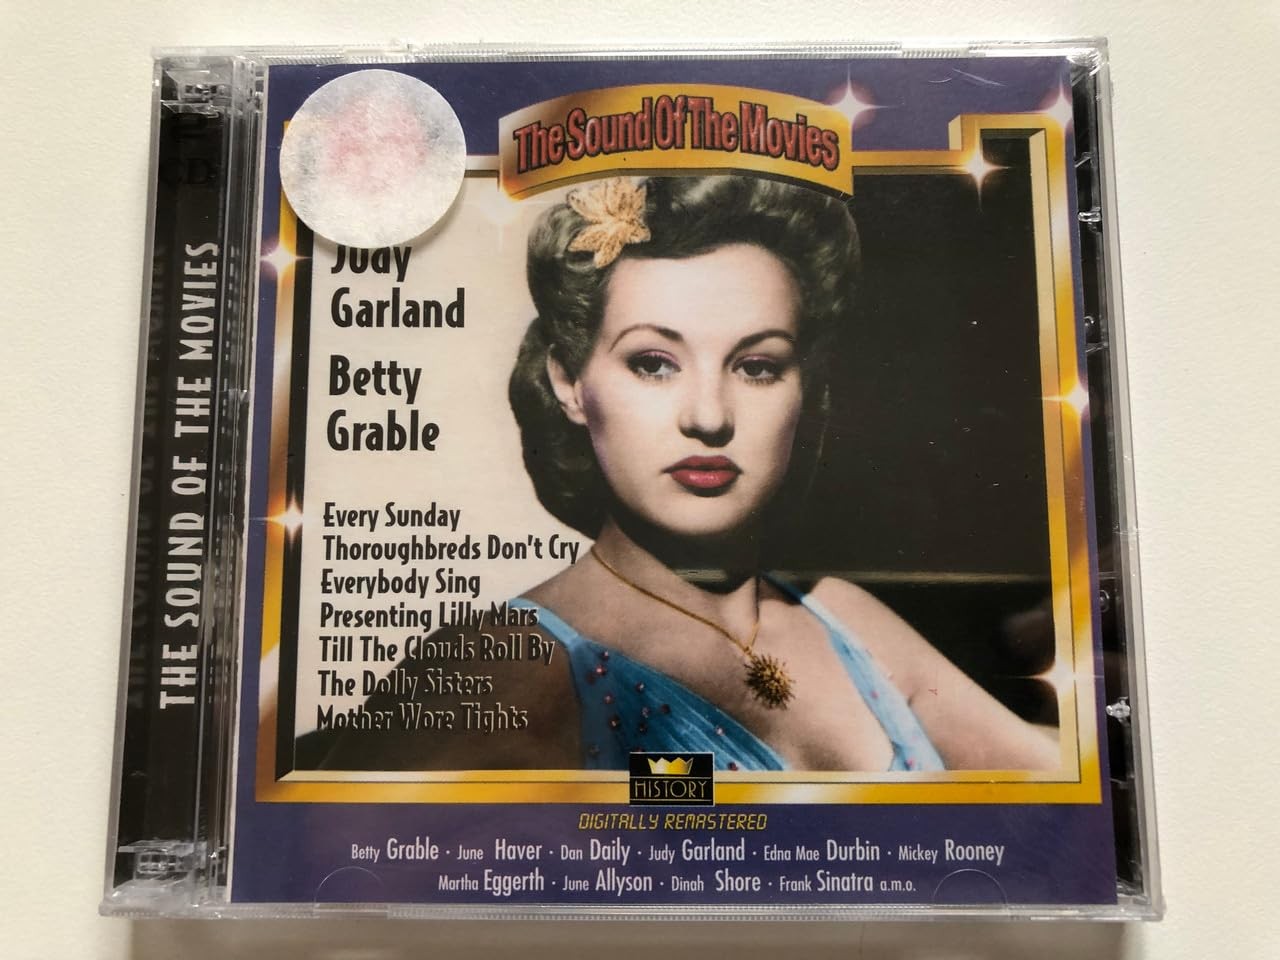 The Sound Of The Movies
Judy
Garland
Betty
Grable
Every Sunday
Thoroughbreds Don't Cry
Everybody Sing
Presenting Lilly Mars
Till The Clouds Roll By
The Dolly Sisters
Mother Wore Tights
HISTORY
DIGITALLY REMASTERED
Betty Grable · June Haver · Dan Daily · Judy Garland · Edna Mae Durbin · Mickey Rooney
Martha Eggerth · June Allyson · Dinah Shore · Frank Sinatra a.m.o.
THE SOUND OF THE MOVIES
CD